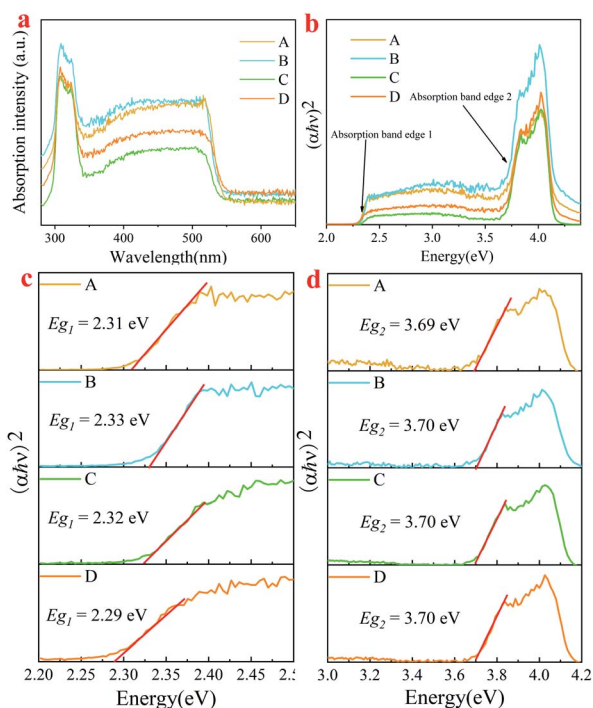 a
A
B
C
D
Absorption intensity (a.u.)
300 400 500 600
Wavelength(nm)
b
A
B
C
D
Absorption band edge 2
Absorption band edge 1
(αhν)2
2.0 2.5 3.0 3.5 4.0
Energy(eV)
c
A
Eg1 = 2.31 eV
B
Eg1 = 2.33 eV
C
Eg1 = 2.32 eV
D
Eg1 = 2.29 eV
(αhν) 2
2.20 2.25 2.30 2.35 2.40 2.45 2.5
Energy(eV)
d
A
Eg2 = 3.69 eV
B
Eg2 = 3.70 eV
C
Eg2 = 3.70 eV
D
Eg2 = 3.70 eV
(αhν)2
3.0 3.2 3.4 3.6 3.8 4.0 4.2
Energy(eV)